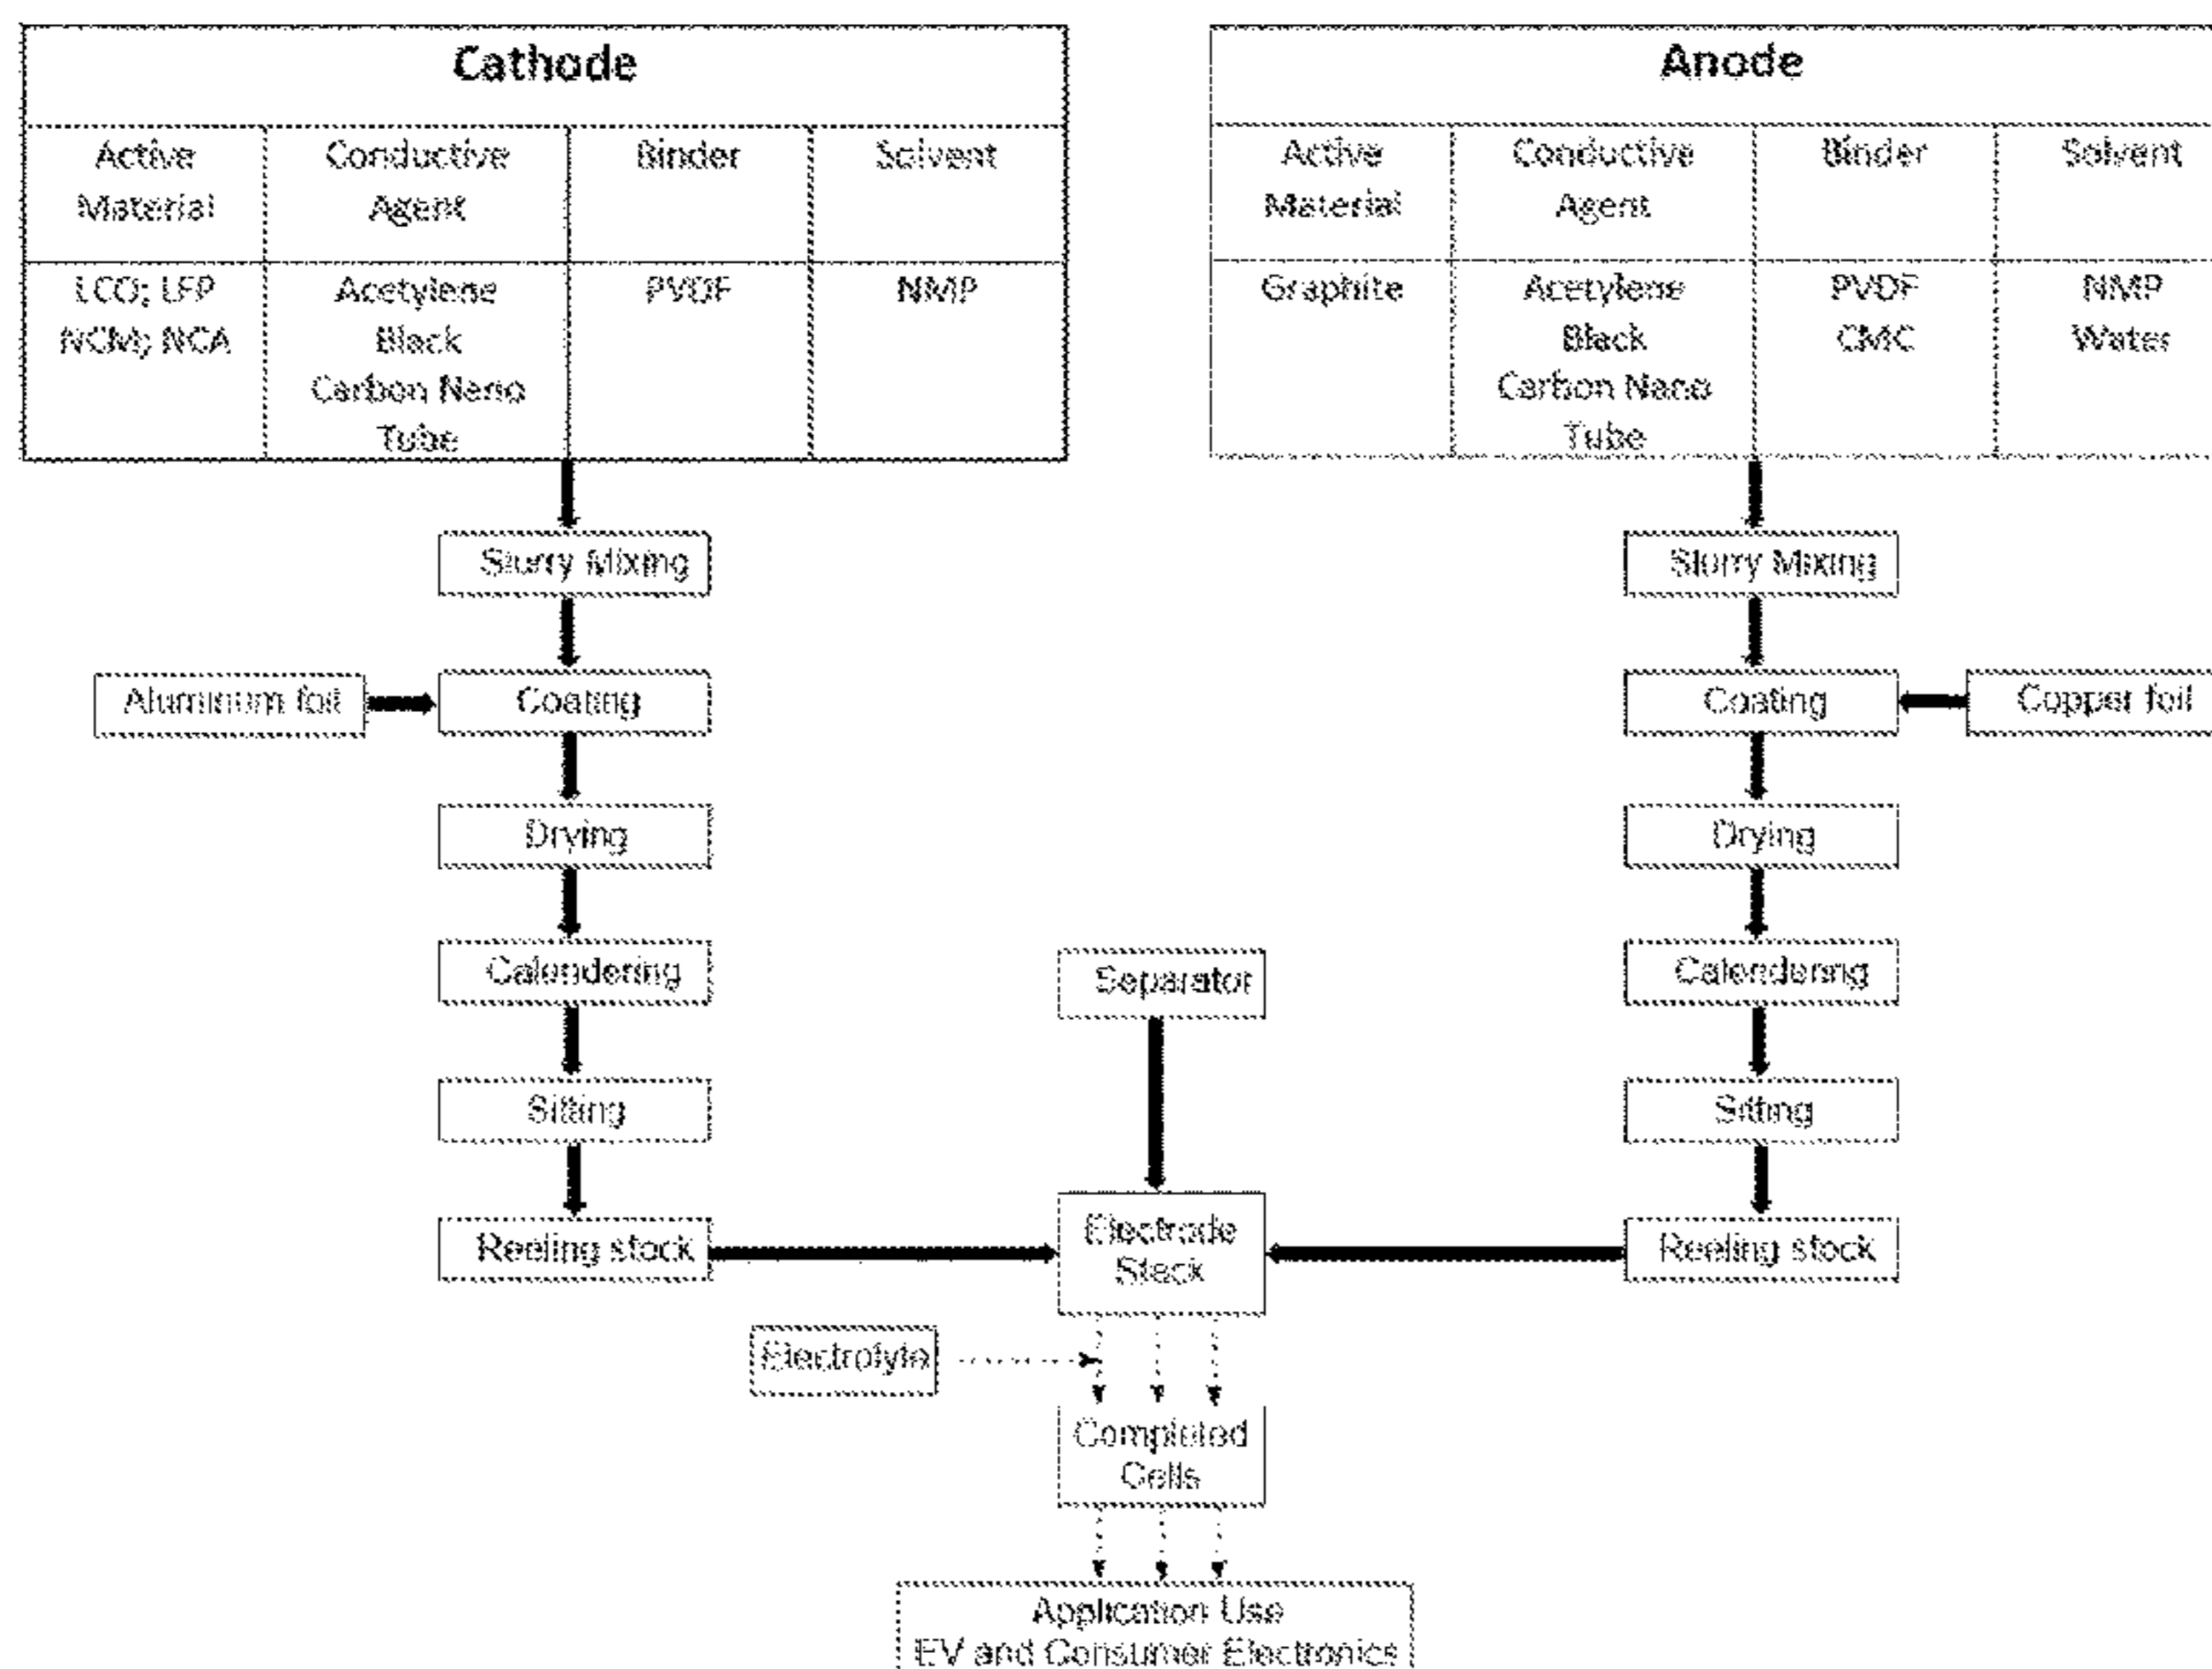 Cathode
Active
Material
Conductive
Agent
Binder
Solvent
LCO; LFP
NCM; NCA
Acetylene
Black
Carbon Nano
Tube
PVDF
NMP
Anode
Active
Material
Conductive
Agent
Binder
Solvent
Graphite
Acetylene
Black
Carbon Nano
Tube
PVDF
CMC
NMP
Water
Slurry Mixing
Slurry Mixing
Aluminum foil
Coating
Coating
Copper foil
Drying
Drying
Calendering
Separator
Calendering
Sitting
Sitting
Reeling stock
Electrode
Stack
Reeling stock
Electrolyte
Completed
Cells
Application Use
EV and Consumer Electronics